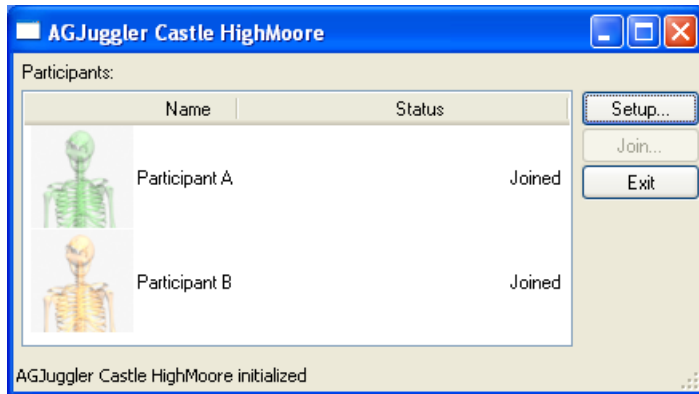 AGJuggler Castle HighMoore
Participants:
Name Status
Setup...
Join...
Exit
Participant A Joined
Participant B Joined
AGJuggler Castle HighMoore initialized